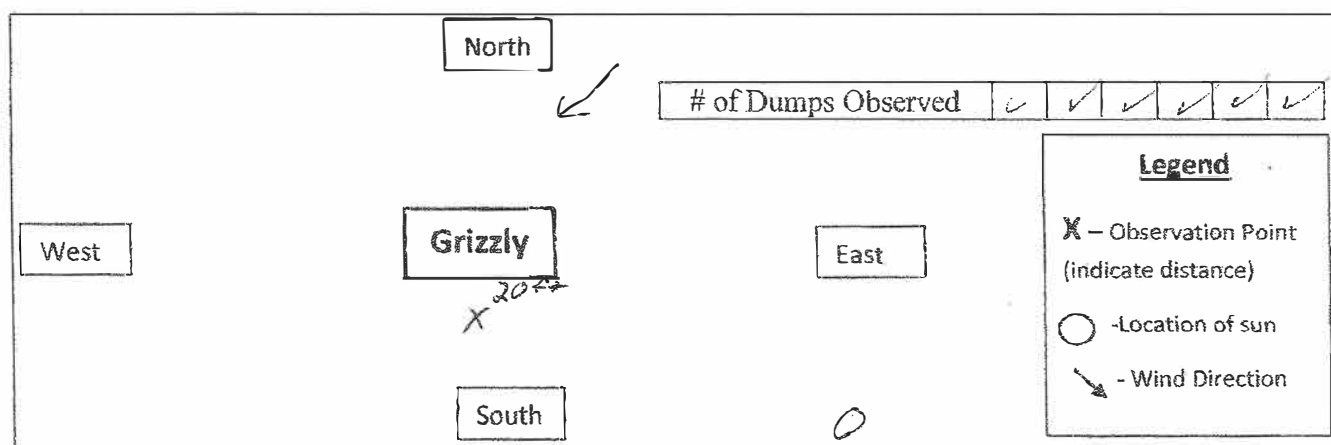 North
# of Dumps Observed ✓ ✓ ✓ ✓ ✓ ✓
Legend
X – Observation Point
(indicate distance)
-Location of sun
- Wind Direction
West
Grizzly
East
20ft
X
South